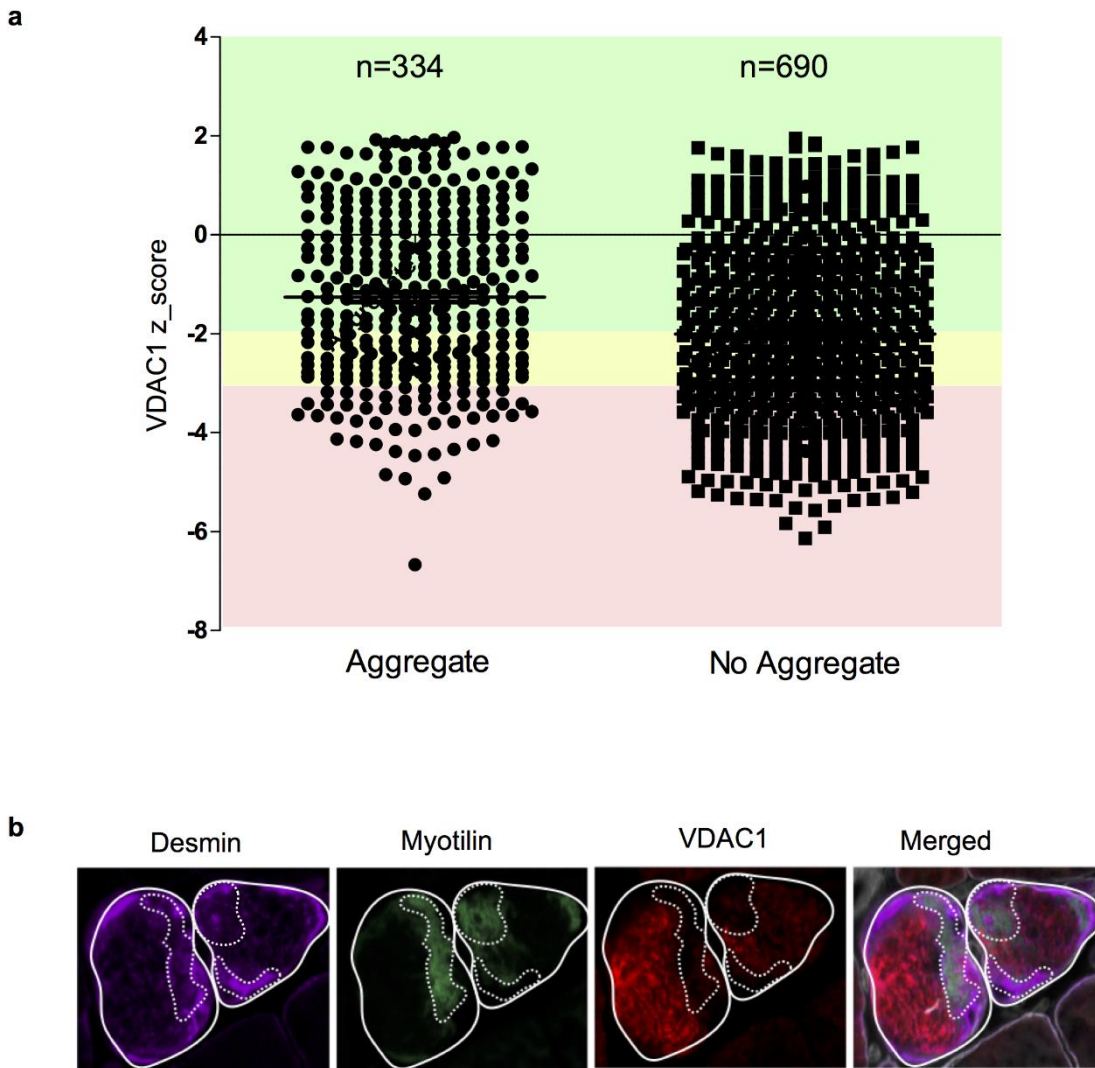 a
4
n=334 n=690
2
0
-2
-4
-6
-8
VDAC1 z_score
Aggregate No Aggregate
b
Desmin Myotilin VDAC1 Merged